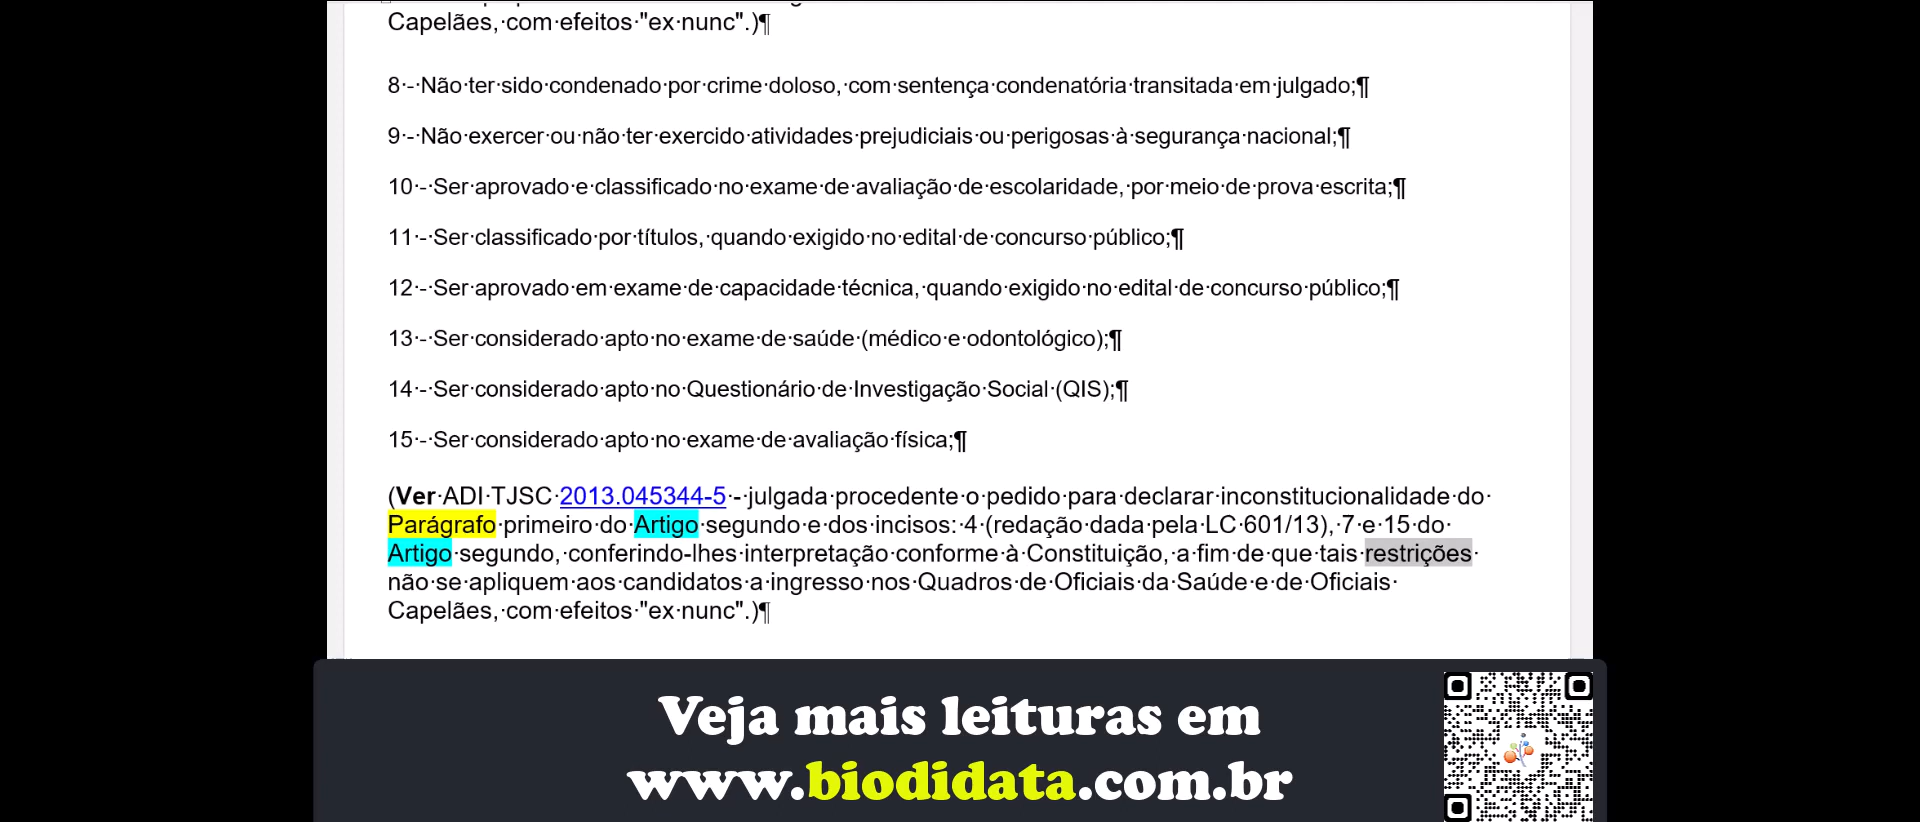 Capelães, com efeitos "ex nunc".)¶
8 - Não ter sido condenado por crime doloso, com sentença condenatória transitada em julgado;¶
9 - Não exercer ou não ter exercido atividades prejudiciais ou perigosas à segurança nacional;¶
10 - Ser aprovado e classificado no exame de avaliação de escolaridade, por meio de prova escrita;¶
11 - Ser classificado por títulos, quando exigido no edital de concurso público;¶
12 - Ser aprovado em exame de capacidade técnica, quando exigido no edital de concurso público;¶
13 - Ser considerado apto no exame de saúde (médico e odontológico);¶
14 - Ser considerado apto no Questionário de Investigação Social (QIS);¶
15 - Ser considerado apto no exame de avaliação física;¶
(Ver ADI TJSC 2013.045344-5 - julgada procedente o pedido para declarar inconstitucionalidade do
Parágrafo primeiro do Artigo segundo e dos incisos: 4 (redação dada pela LC 601/13), 7 e 15 do
Artigo segundo, conferindo-lhes interpretação conforme à Constituição, a fim de que tais restrições
não se apliquem aos candidatos a ingresso nos Quadros de Oficiais da Saúde e de Oficiais
Capelães, com efeitos "ex nunc".)¶
Veja mais leituras em
www.biodidata.com.br